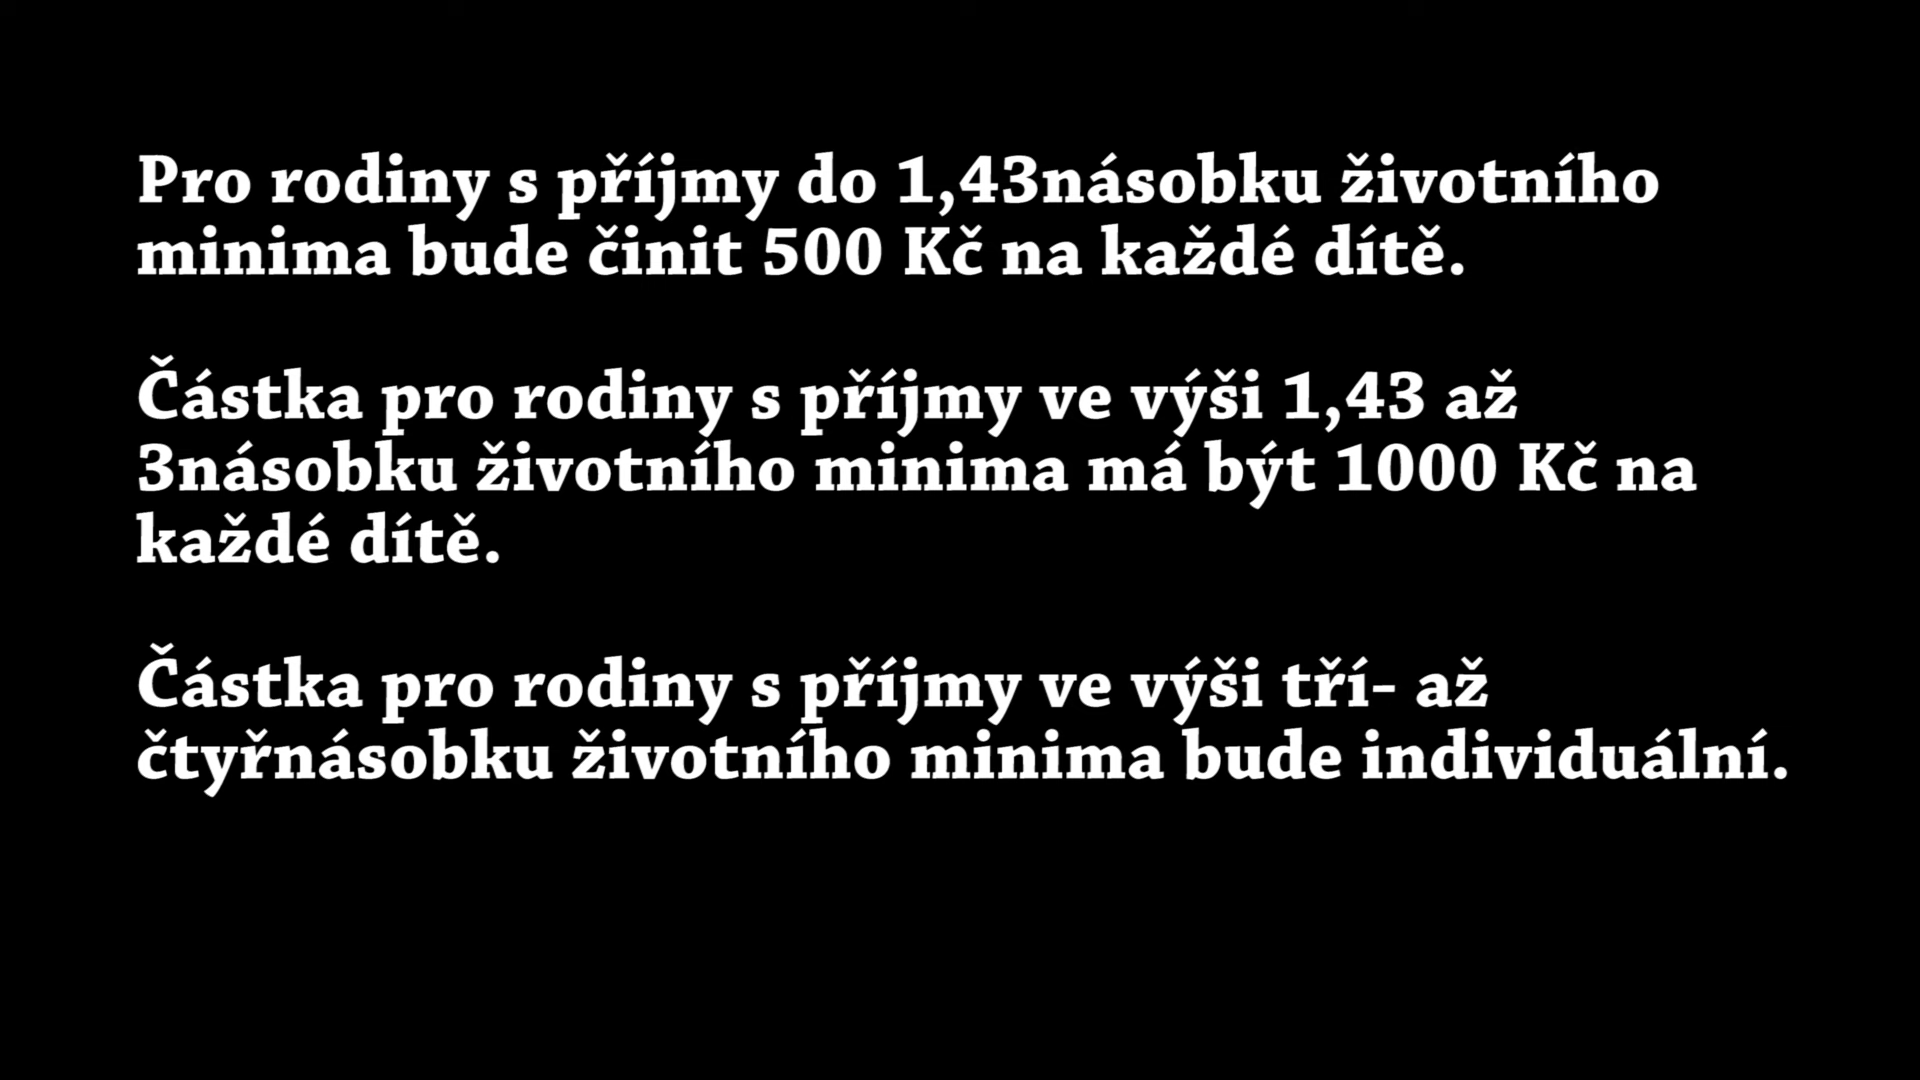 Pro rodiny s příjmy do 1,43násobku životního
minima bude činit 500 Kč na každé dítě.
Částka pro rodiny s příjmy ve výši 1,43 až
3násobku životního minima má být 1000 Kč na
každé dítě.
Částka pro rodiny s příjmy ve výši tří- až
čtyřnásobku životního minima bude individuální.